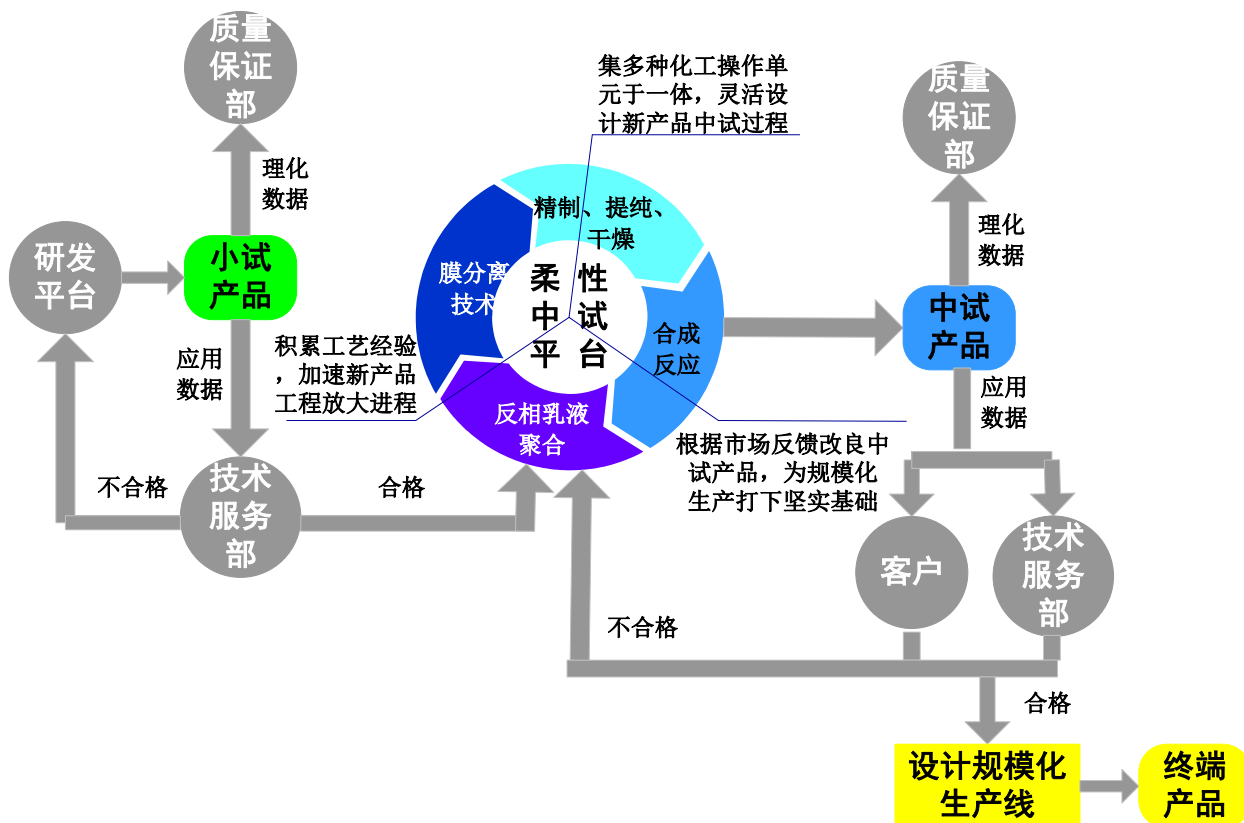 质量
保证
部
理化
数据
研发
平台
小试
产品
应用
数据
不合格
技术
服务
部
合格
集多种化工操作单
元于一体，灵活设
计新产品中试过程
精制、提纯、
干燥
膜分离
技术
柔 性
中 试
平 台
合成
反应
反相乳液
聚合
积累工艺经验
，加速新产品
工程放大进程
根据市场反馈改良中
试产品，为规模化
生产打下坚实基础
质量
保证
部
理化
数据
中试
产品
应用
数据
客户
技术
服务
部
不合格
合格
设计规模化
生产线
终端
产品